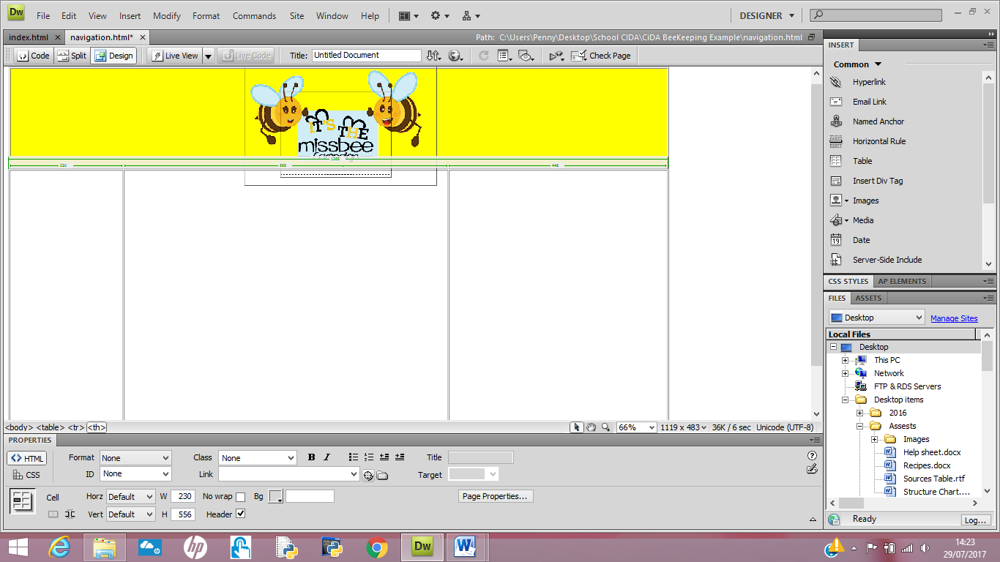 Dw File Edit View Insert Modify Format Commands Site Window Help DESIGNER
index.html navigation.html* Path: C:\Users\Penny\Desktop\School CIDA\CiDA BeeKeeping Example\navigation.html
Code Split Design Live View Live Code Title: Untitled Document Check Page
IT'S THE
missbee
Campaign
1366
230 666 448
<body> <table> <tr> <th> 66% 1119 x 483 36K / 6 sec Unicode (UTF-8)
PROPERTIES
HTML Format None Class None B I Title
CSS ID None Link Target
Cell Horz Default W 230 No wrap Bg Page Properties...
Vert Default H 556 Header
INSERT
Common
Hyperlink
Email Link
Named Anchor
Horizontal Rule
Table
Insert Div Tag
Images
Media
19 Date
Server-Side Include
CSS STYLES AP ELEMENTS
FILES ASSETS
Desktop Manage Sites
Local Files
Desktop
This PC
Network
FTP & RDS Servers
Desktop items
2016
Assests
Images
Help sheet.docx
Recipes.docx
Sources Table.rtf
Structure Chart....
Ready Log...
hp Dw W 14:23
29/07/2017